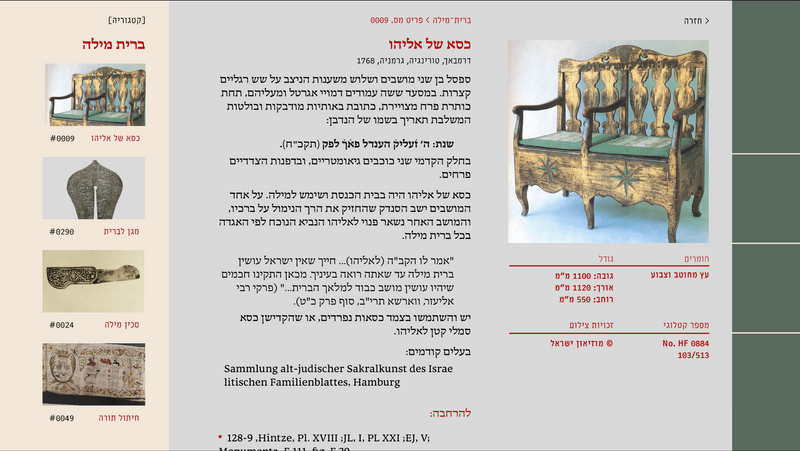 < חזרה
חומרים
עץ מחוטב וצבוע
גודל
גובה: 1100 מ"מ
אורך: 1120 מ"מ
רוחב: 550 מ"מ
מספר קטלוגי
No. HF 0884
103/513
זכויות צילום
© מוזיאון ישראל
ברית־מילה > פריט מס. 0009
כסא של אליהו
דרמבאך, טורינגיה, גרמניה, 1768
ספסל בן שני מושבים ושלוש משענות הניצב על שש רגליים
קצרות. במסעד ששה עמודים דמויי אגרטל ומעליהם, תחת
כותרת פרח מצויירת, כתובת באותיות מודבקות ובולטות
המשלבת תאריך בשמו של הנדבן:
שנת: ה' זעליק הענדל פאך לפק (תקכ"ח).
בחלק הקדמי שני כוכבים גיאומטריים, ובדפנות הצדדיים
פרחים.
כסא של אליהו היה בבית הכנסת ושימש למילה. על אחד
המושבים ישב הסנדק שהחזיק את הרך הנימול על ברכיו,
והמושב האחר נשאר פנוי לאליהו הנביא הנוכח לפי האגדה
בכל ברית מילה.
"אמר לו הקב"ה (לאליהו)... חייך שאין ישראל עושין
ברית מילה עד שאתה רואה בעיניך. מכאן התקינו חכמים
שיהיו עושין מושב כבוד למלאך הברית..." (פרקי רבי
אליעזר, ווארשא תרי"ב, סוף פרק כ"ט).
יש והשתמשו בצמד כסאות נפרדים, או שהקדישן כסא
סמלי קטן לאליהו.
בעלים קודמים:
Sammlung alt-judischer Sakralkunst des Israe
litischen Familienblattes, Hamburg
להרחבה:
* 128-9 ,Hintze, Pl. XVIII ;JL, I, PL XXI ;EJ, V;
[קטגוריה]
ברית מילה
כסא של אליהו #0009
מגן לברית #0290
סכין מילה #0024
חיתול תורה #0049